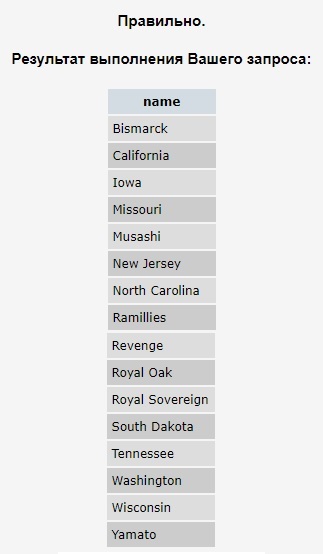 Правильно.
Результат выполнения Вашего запроса:
name
Bismarck
California
Iowa
Missouri
Musashi
New Jersey
North Carolina
Ramillies
Revenge
Royal Oak
Royal Sovereign
South Dakota
Tennessee
Washington
Wisconsin
Yamato